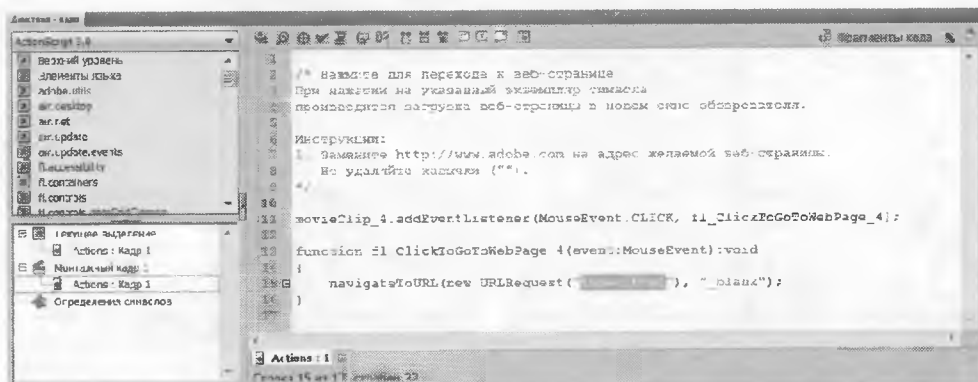 Действия - кадр
ActionScript 3.0
Верхний уровень
Элементы языка
adobe.utils
air.desktop
air.net
air.update
air.update.events
fl.accessibility
fl.containers
fl.controls
Текущее выделение
Actions : Кадр 1
Монтажный кадр 1
Actions : Кадр 1
Определения символов
Фрагменты кода
/* Нажмите для перехода к веб-странице
При нажатии на указанный экземпляр символа
производится загрузка веб-страницы в новом окне обозревателя.
Инструкции:
1. Замените http://www.adobe.com на адрес желаемой веб-страницы.
Не удаляйте кавычки ("").
*/
movieClip_4.addEventListener(MouseEvent.CLICK, fl_ClickToGoToWebPage_4);
function fl_ClickToGoToWebPage_4(event:MouseEvent):void
{
navigateToURL(new URLRequest( ), "_blank");
}
Actions : 1
Строка 15 из 17